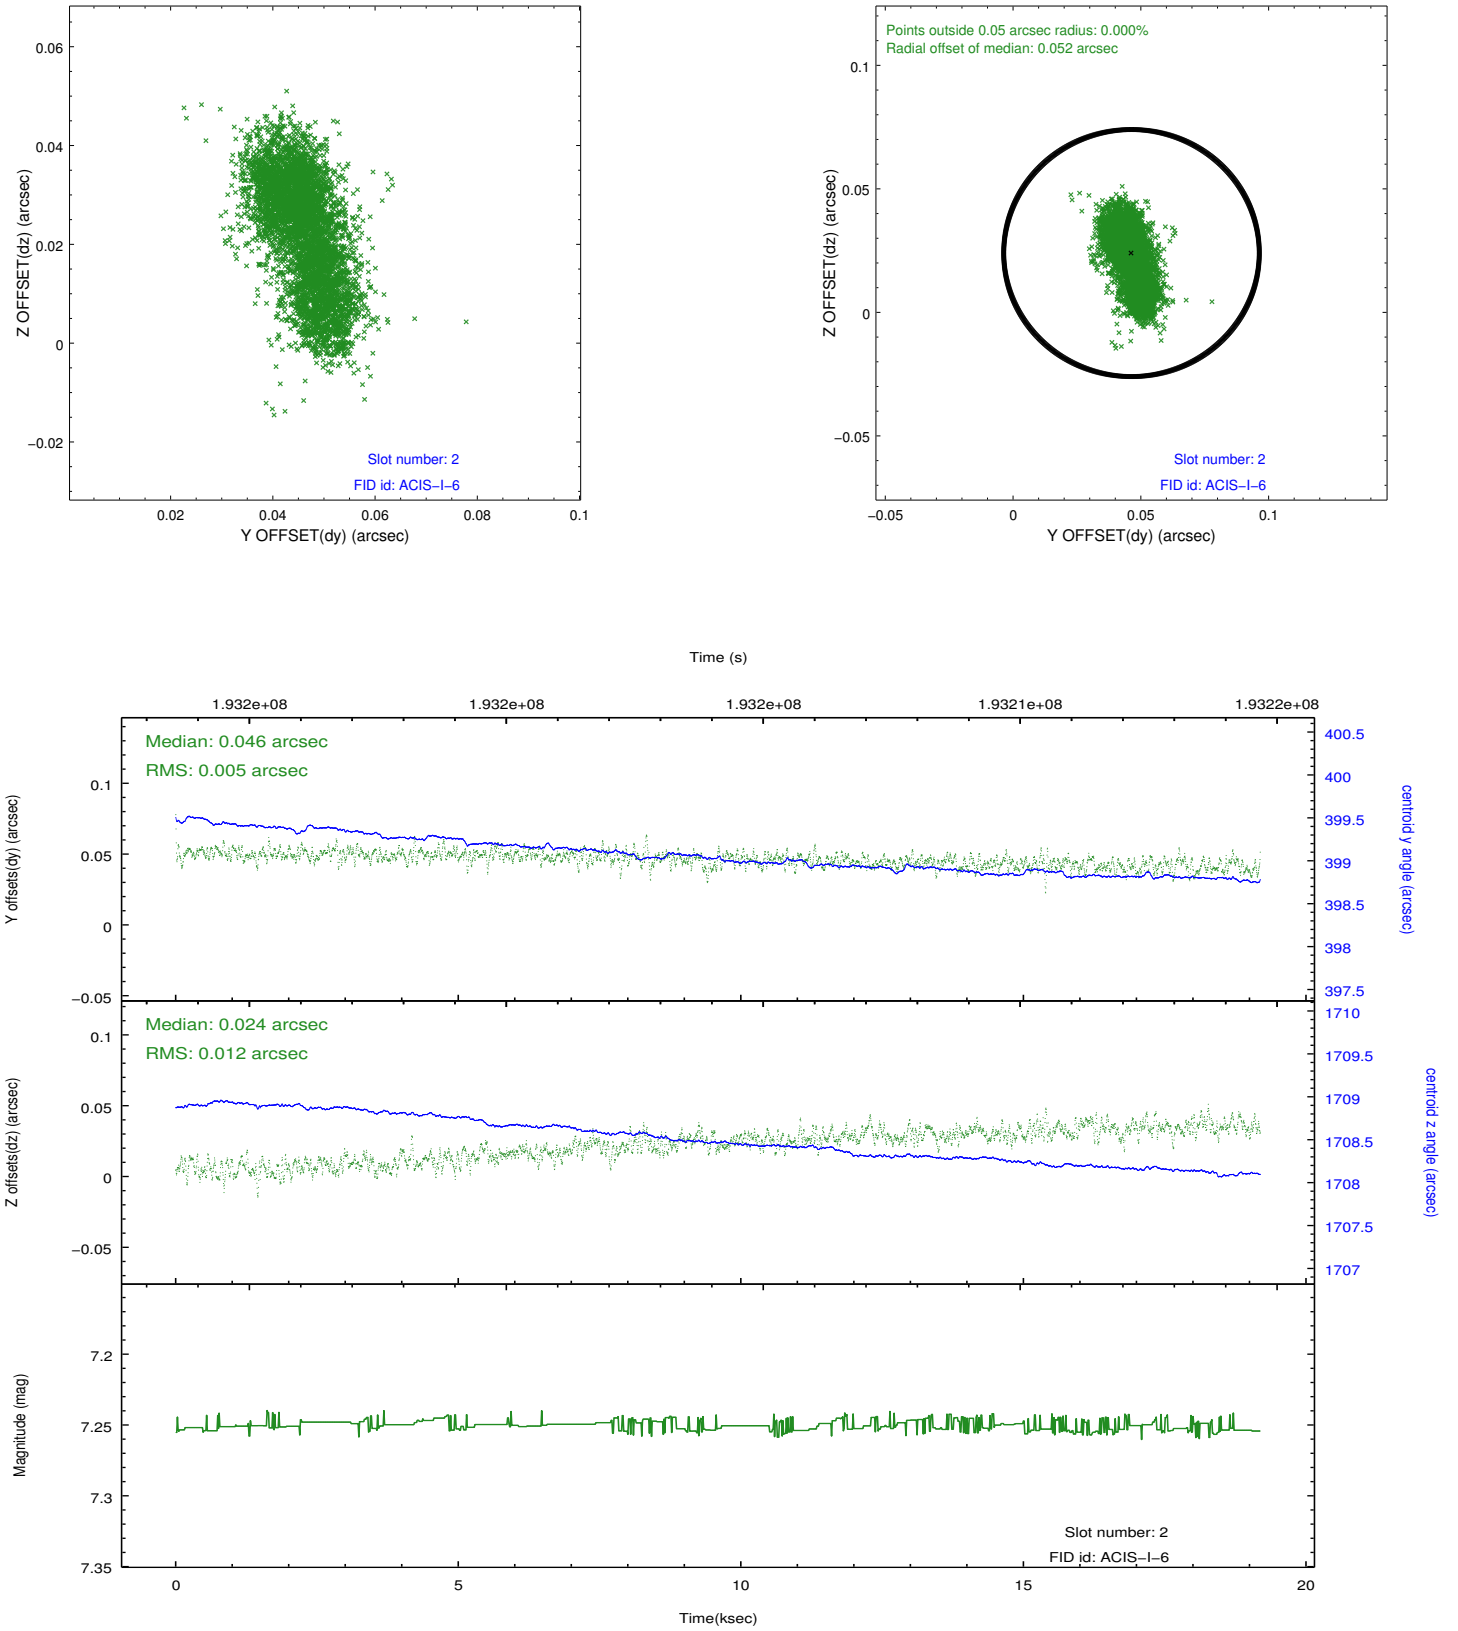 0.06
0.04
0.02
0
−0.02
Z OFFSET(dz) (arcsec)
Slot number: 2
FID id: ACIS−I−6
0.02 0.04 0.06 0.08 0.1
Y OFFSET(dy) (arcsec)
Points outside 0.05 arcsec radius: 0.000%
Radial offset of median: 0.052 arcsec
0.1
0.05
0
−0.05
Z OFFSET(dz) (arcsec)
Slot number: 2
FID id: ACIS−I−6
−0.05 0 0.05 0.1
Y OFFSET(dy) (arcsec)
Time (s)
1.932e+08 1.932e+08 1.932e+08 1.9321e+08 1.9322e+08
Median: 0.046 arcsec
RMS: 0.005 arcsec
0.1
0.05
0
−0.05
Y offsets(dy) (arcsec)
400.5
400
399.5
399
398.5
398
397.5
centroid y angle (arcsec)
Median: 0.024 arcsec
RMS: 0.012 arcsec
0.1
0.05
0
−0.05
Z offsets(dz) (arcsec)
1710
1709.5
1709
1708.5
1708
1707.5
1707
centroid z angle (arcsec)
7.2
7.25
7.3
7.35
Magnitude (mag)
Slot number: 2
FID id: ACIS−I−6
0 5 10 15 20
Time(ksec)